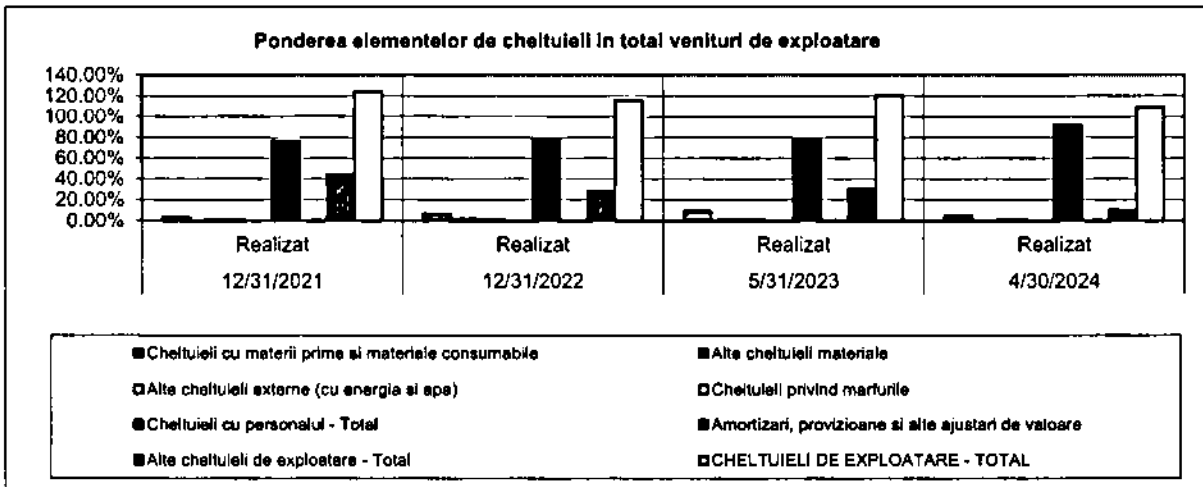 Ponderea elementelor de cheltuieli in total venituri de exploatare
140.00%
120.00%
100.00%
80.00%
60.00%
40.00%
20.00%
0.00%
Realizat Realizat Realizat Realizat
12/31/2021 12/31/2022 5/31/2023 4/30/2024
Cheltuieli cu materii prime si materiale consumabile Alte cheltuieli materiale
Alte cheltuieli externe (cu energia si apa) Cheltuieli privind marfurile
Cheltuieli cu personalul - Total Amortizari, provizioane si alte ajustari de valoare
Alte cheltuieli de exploatare - Total CHELTUIELI DE EXPLOATARE - TOTAL